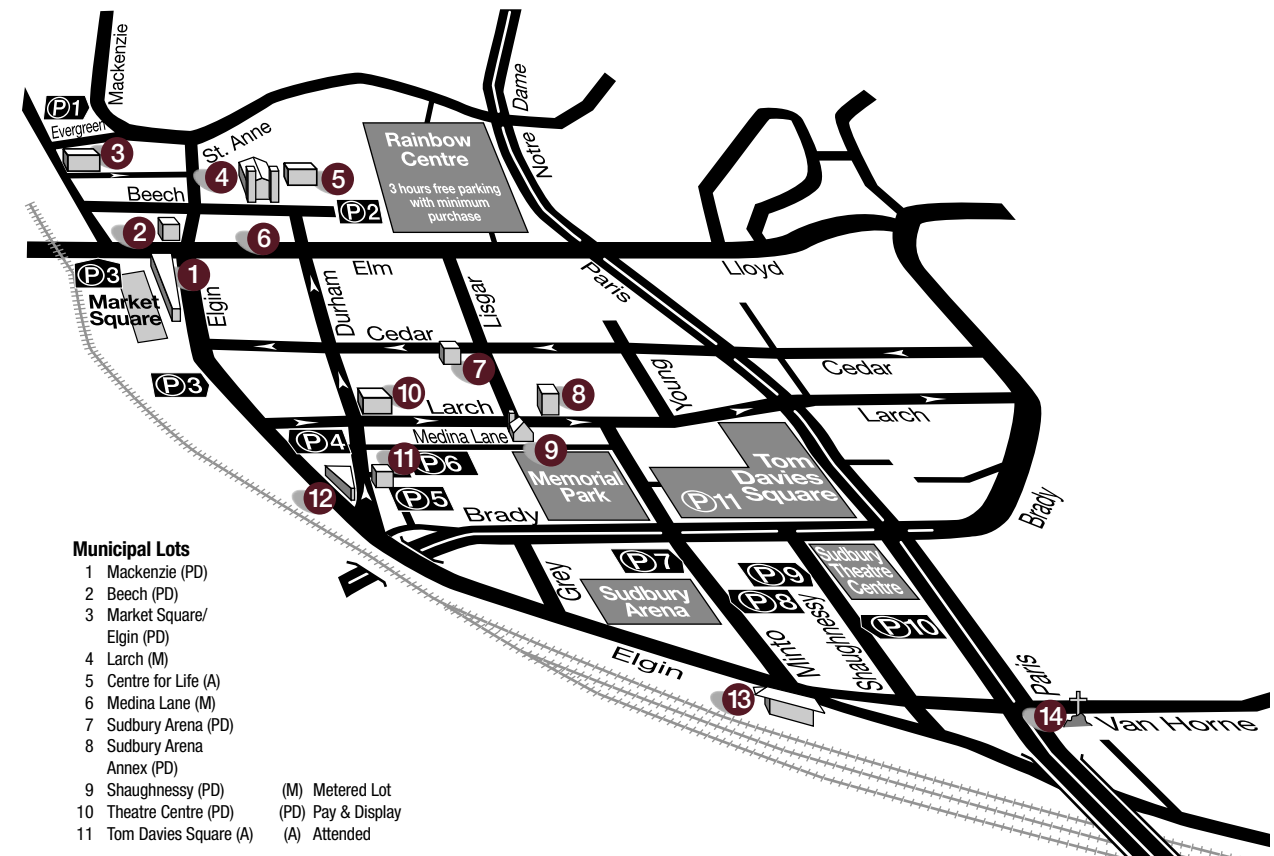 Mackenzie
P1
Evergreen
3
St. Anne
4
5
Beech
P2
2
6
1
P3
Market
Square
Elgin
Rainbow
Centre
3 hours free parking
with minimum
purchase
Notre Dame
Elm
Durham
Lisgar
Paris
Lloyd
Cedar
Cedar
7
P3
10
Larch
8
Young
Larch
P4
Medina Lane
9
11
P6
12
P5
Memorial
Park
Tom
Davies
Square
P11
Brady
Brady
Grey
P7
Sudbury
Arena
P9
P8
Minto
Shaughnessy
Sudbury
Theatre
Centre
P10
Elgin
13
Paris
14
Van Horne
Municipal Lots
1 Mackenzie (PD)
2 Beech (PD)
3 Market Square/
Elgin (PD)
4 Larch (M)
5 Centre for Life (A)
6 Medina Lane (M)
7 Sudbury Arena (PD)
8 Sudbury Arena
Annex (PD)
9 Shaughnessy (PD)
10 Theatre Centre (PD)
11 Tom Davies Square (A)
(M) Metered Lot
(PD) Pay & Display
(A) Attended